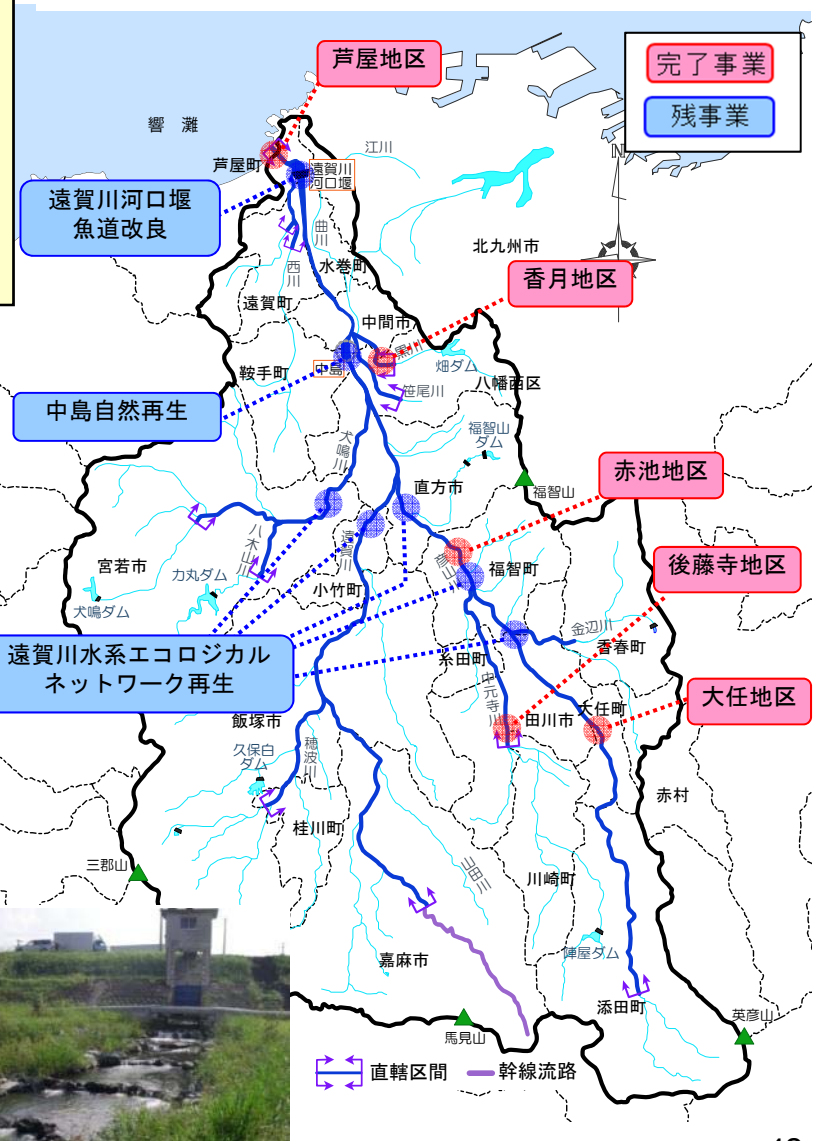 芦屋地区
完了事業
残事業
響灘
江川
芦屋町
遠賀川
河口堰
N
遠賀川河口堰
魚道改良
曲川
北九州市
西川
水巻町
香月地区
遠賀町
中間市
黒川
畑ダム
鞍手町
中島
八幡西区
笹尾川
中島自然再生
福智山
ダム
犬鳴川
赤池地区
直方市
福智山
宮若市
八木山川
遠賀川
彦山川
福智町
後藤寺地区
力丸ダム
小竹町
犬鳴ダム
金辺川
香春町
遠賀川水系エコロジカル
ネットワーク再生
糸田町
中元寺川
大任地区
飯塚市
田川市
大任町
久保白
ダム
穂波川
赤村
桂川町
三郡山
山田川
川崎町
嘉麻市
陣屋ダム
添田町
英彦山
馬見山
直轄区間
幹線流路